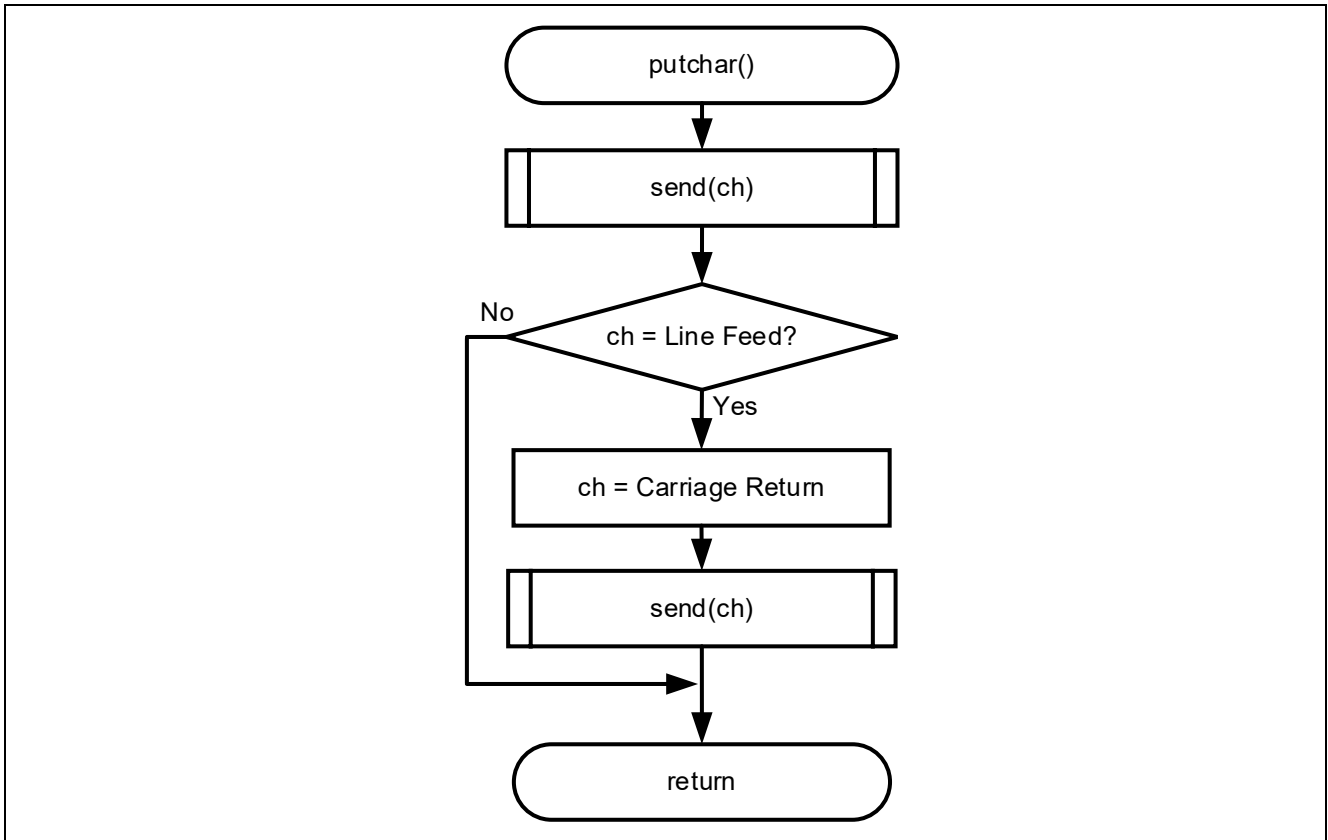 putchar()
send(ch)
ch = Line Feed?
No
Yes
ch = Carriage Return
send(ch)
return